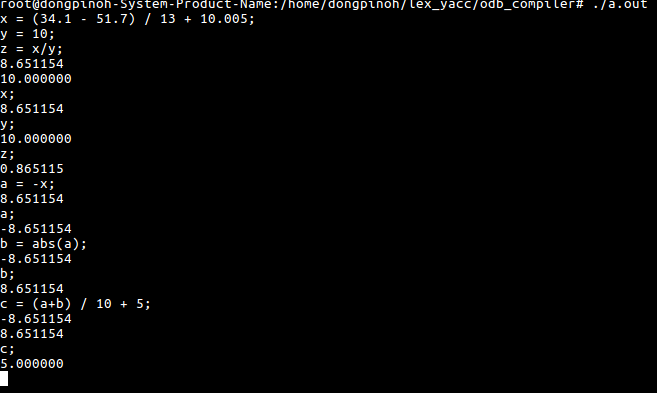 root@dongpinoh-System-Product-Name:/home/dongpinoh/lex_yacc/odb_compiler# ./a.out
x = (34.1 - 51.7) / 13 + 10.005;
y = 10;
z = x/y;
8.651154
10.000000
x;
8.651154
y;
10.000000
z;
0.865115
a = -x;
8.651154
a;
-8.651154
b = abs(a);
-8.651154
b;
8.651154
c = (a+b) / 10 + 5;
-8.651154
8.651154
c;
5.000000